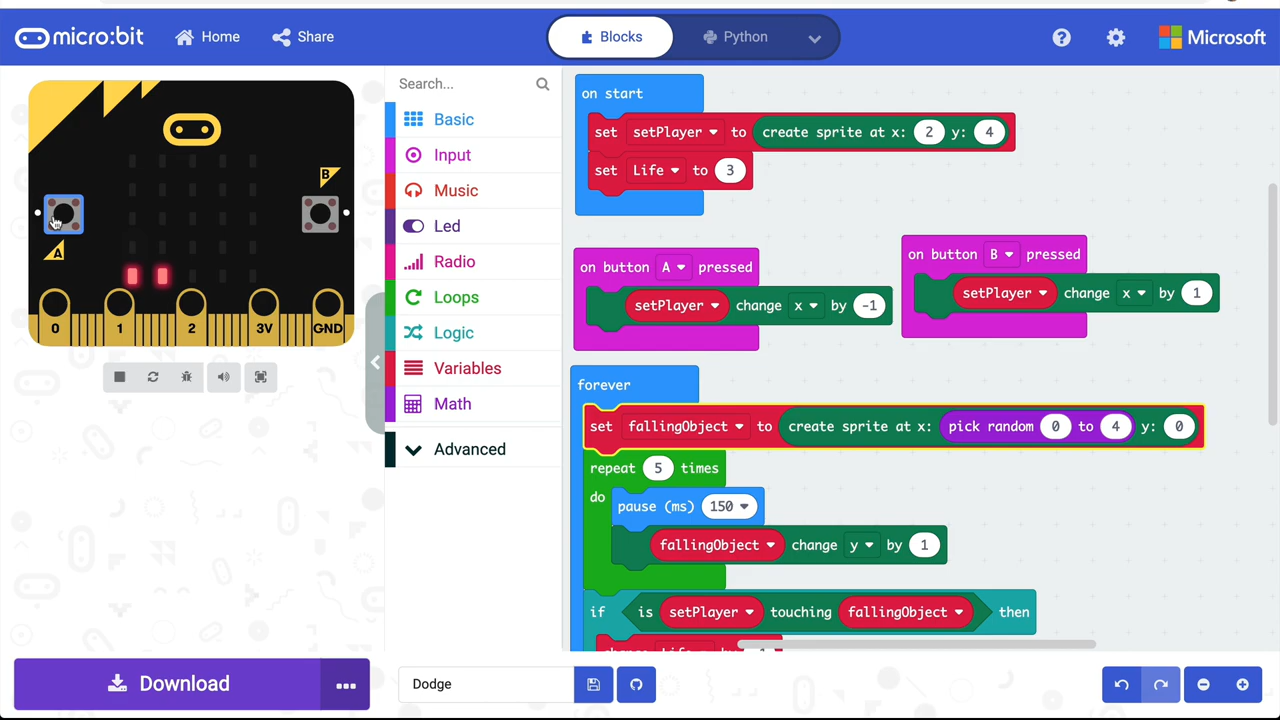 micro:bit
Home
Share
Blocks
Python
Microsoft
A
B
0
1
2
3V
GND
Search...
Basic
Input
Music
Led
Radio
Loops
Logic
Variables
Math
Advanced
on start
set setPlayer to create sprite at x: 2 y: 4
set Life to 3
on button A pressed
setPlayer change x by -1
on button B pressed
setPlayer change x by 1
forever
set fallingObject to create sprite at x: pick random 0 to 4 y: 0
repeat 5 times
do
pause (ms) 150
fallingObject change y by 1
if is setPlayer touching fallingObject then
Download
Dodge